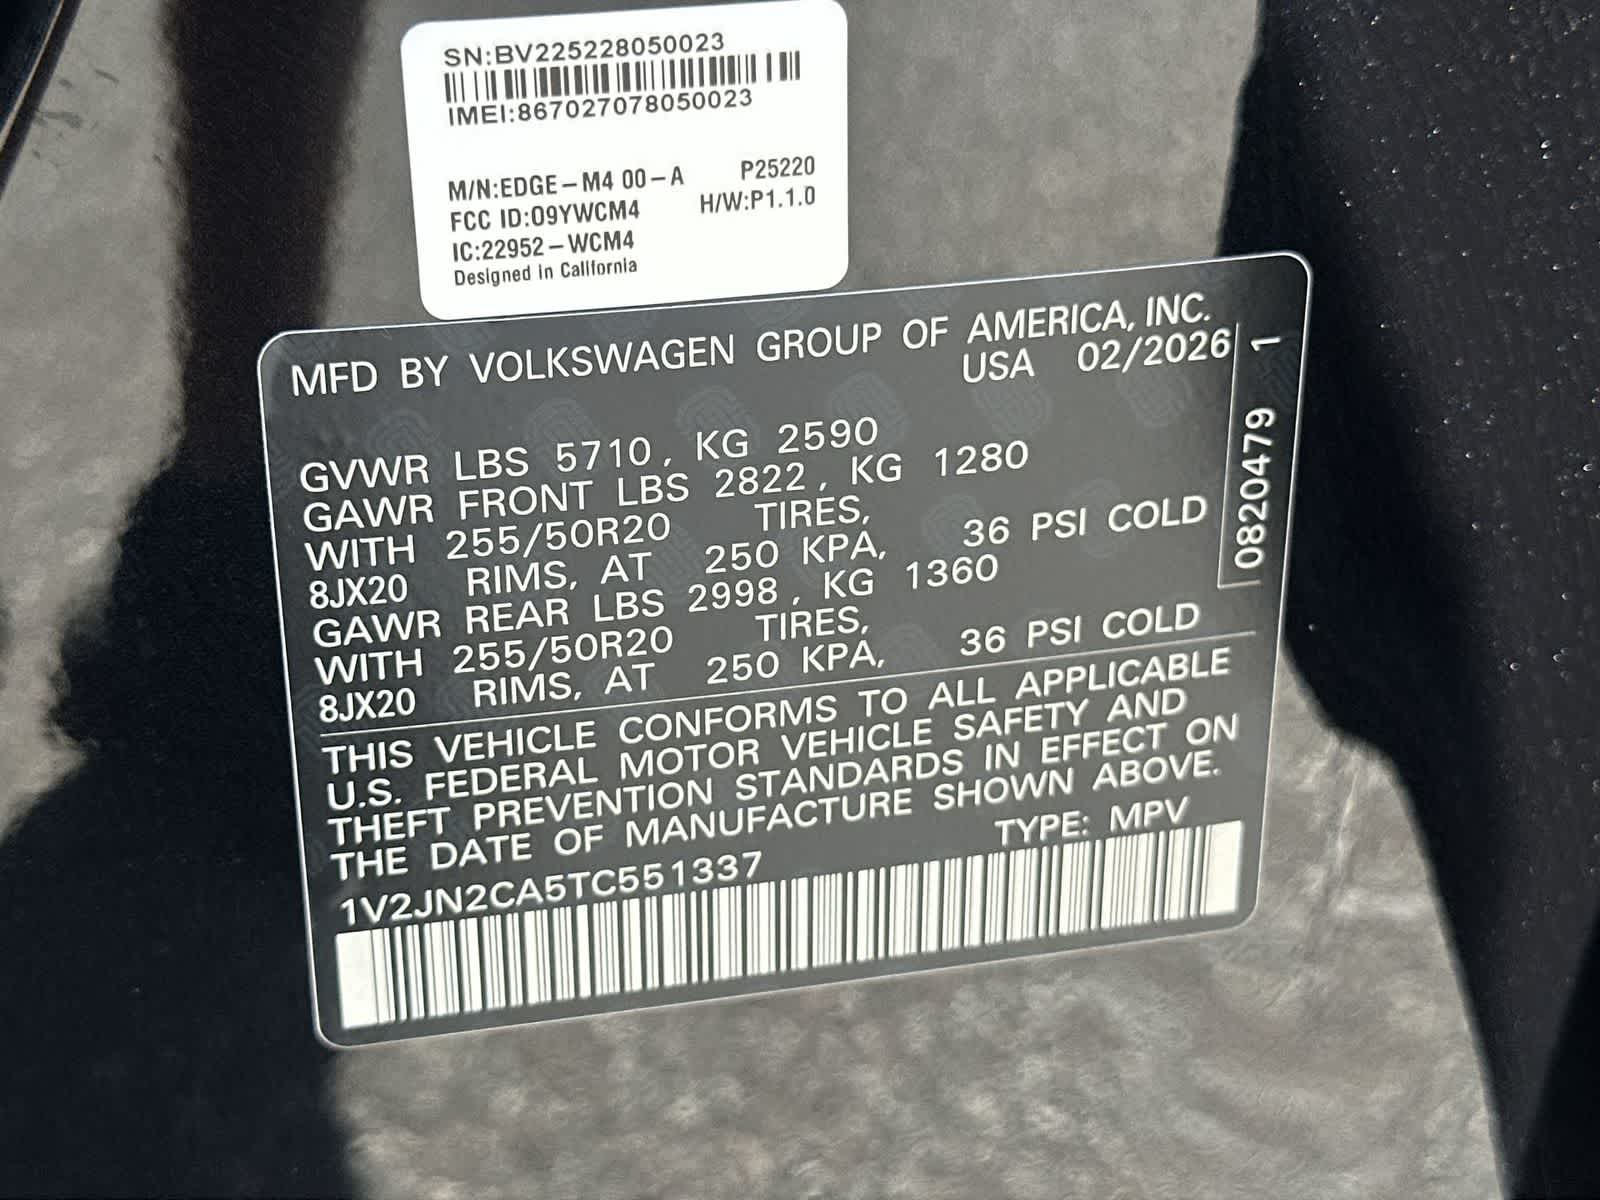 SN:BV225228050023
IMEI:867027078050023
M/N:EDGE-M4 00-A P25220
FCC ID:O9YWCM4 H/W:P1.1.0
IC:22952-WCM4
Designed in California
MFD BY VOLKSWAGEN GROUP OF AMERICA, INC.
USA 02/2026
GVWR LBS 5710, KG 2590
GAWR FRONT LBS 2822, KG 1280
WITH 255/50R20 TIRES,
8JX20 RIMS, AT 250 KPA, 36 PSI COLD
GAWR REAR LBS 2998, KG 1360
WITH 255/50R20 TIRES,
8JX20 RIMS, AT 250 KPA, 36 PSI COLD
THIS VEHICLE CONFORMS TO ALL APPLICABLE
U.S. FEDERAL MOTOR VEHICLE SAFETY AND
THEFT PREVENTION STANDARDS IN EFFECT ON
THE DATE OF MANUFACTURE SHOWN ABOVE.
TYPE: MPV
1V2JN2CA5TC551337
0820479 1